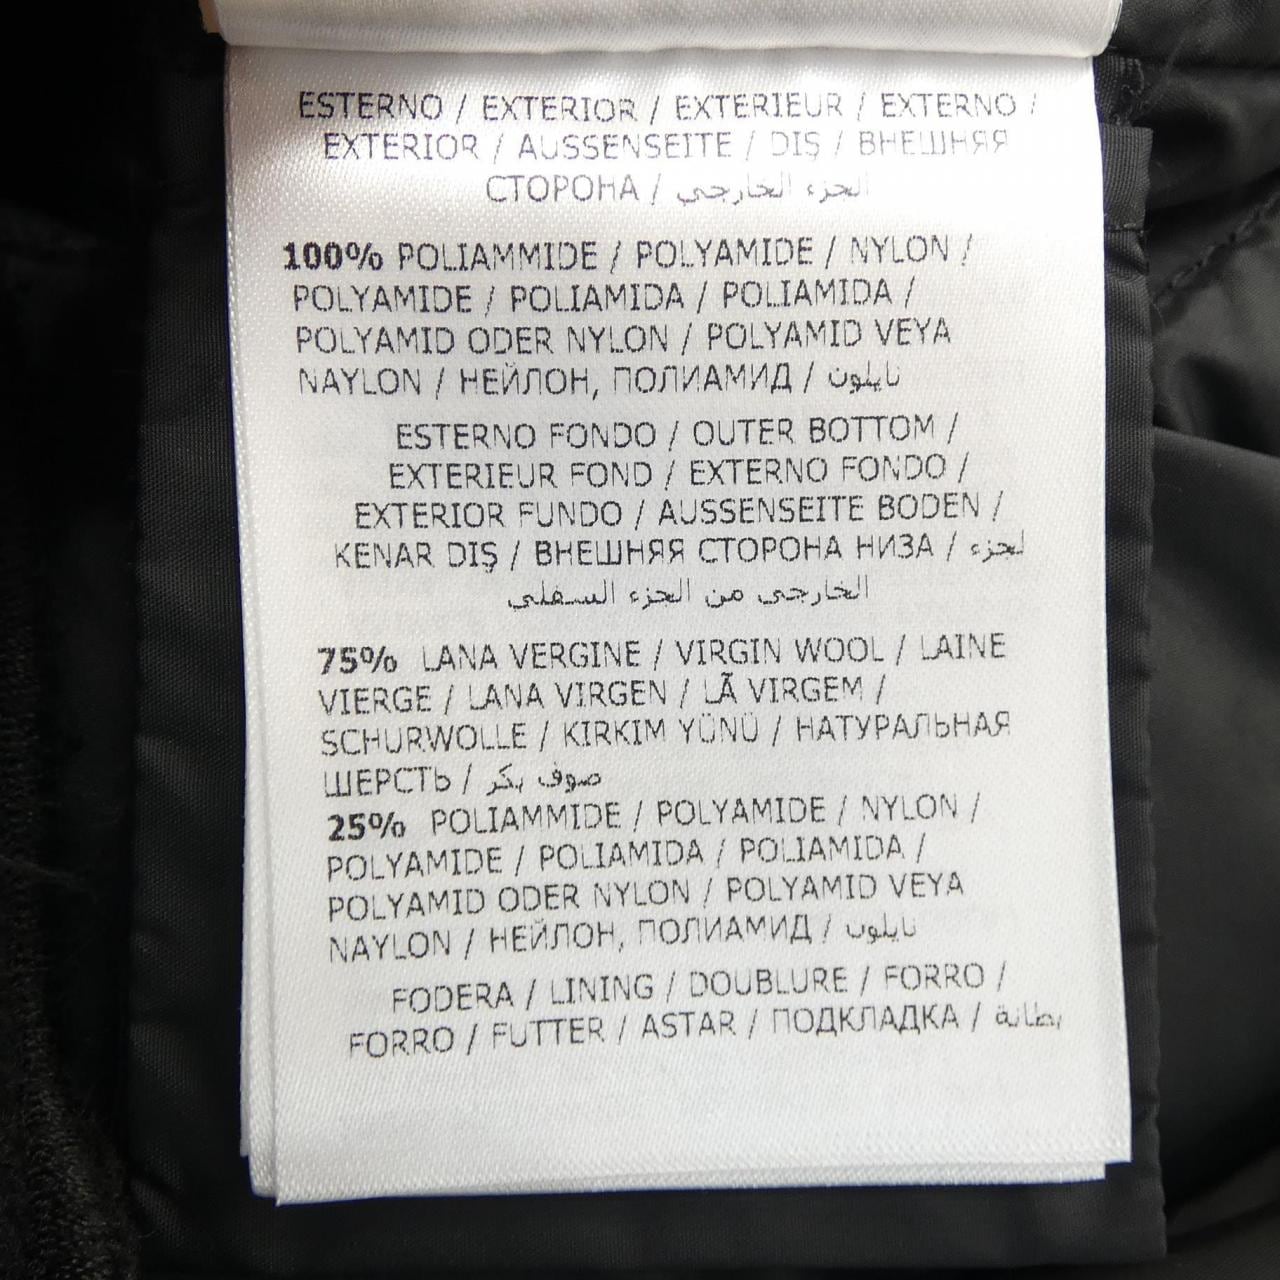 ESTERNO / EXTERIOR / EXTERIEUR / EXTERNO /
EXTERIOR / AUSSENSEITE / DIŞ / ВНЕШНЯЯ
СТОРОНА / الجزء الخارجي
100% POLIAMMIDE / POLYAMIDE / NYLON /
POLYAMIDE / POLIAMIDA / POLIAMIDA /
POLYAMID ODER NYLON / POLYAMID VEYA
NAYLON / НЕЙЛОН, ПОЛИАМИД / نايلون
ESTERNO FONDO / OUTER BOTTOM /
EXTERIEUR FOND / EXTERNO FONDO /
EXTERIOR FUNDO / AUSSENSEITE BODEN /
KENAR DIŞ / ВНЕШНЯЯ СТОРОНА НИЗА / لجزء
الخارجي من الجزء السفلي
75% LANA VERGINE / VIRGIN WOOL / LAINE
VIERGE / LANA VIRGEN / LÃ VIRGEM /
SCHURWOLLE / KIRKIM YÜNÜ / НАТУРАЛЬНАЯ
ШЕРСТЬ / صوف بكر
25% POLIAMMIDE / POLYAMIDE / NYLON /
POLYAMIDE / POLIAMIDA / POLIAMIDA /
POLYAMID ODER NYLON / POLYAMID VEYA
NAYLON / НЕЙЛОН, ПОЛИАМИД / نايلون
FODERA / LINING / DOUBLURE / FORRO /
FORRO / FUTTER / ASTAR / ПОДКЛАДКА / بطانة